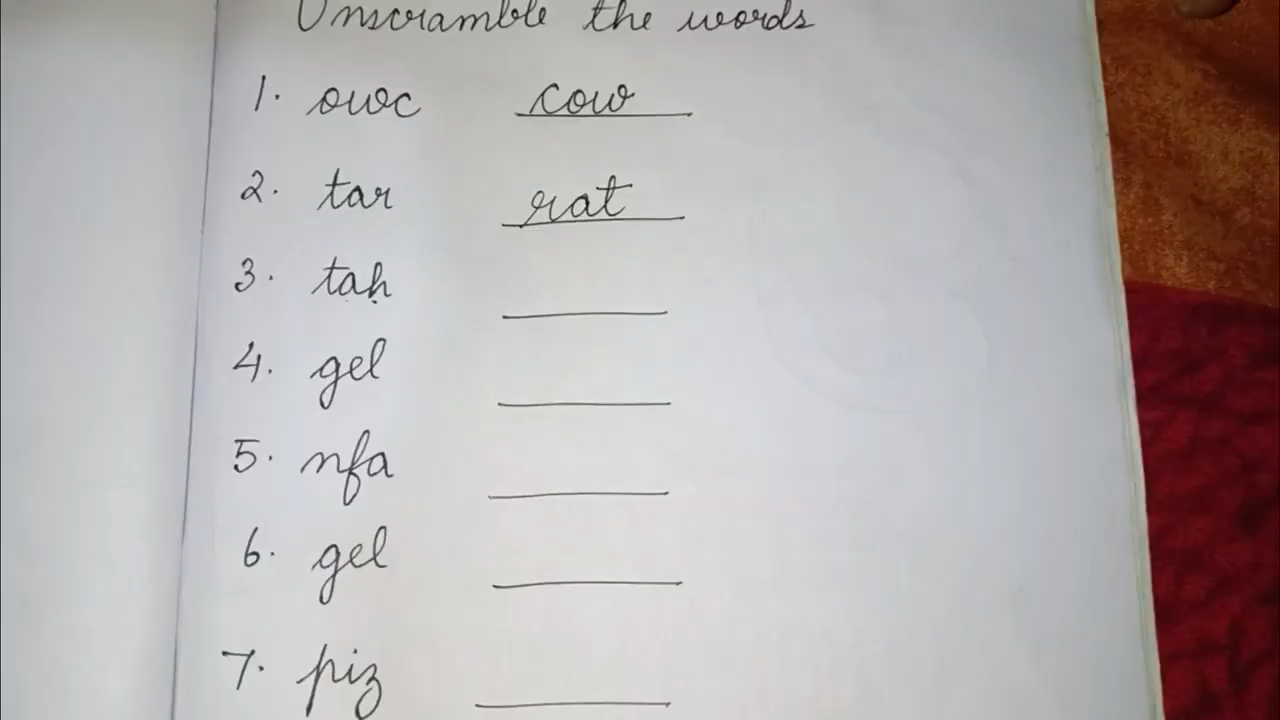 Unscramble the words
1. owc cow
2. tar rat
3. tah
4. gel
5. nfa
6. gel
7. piz